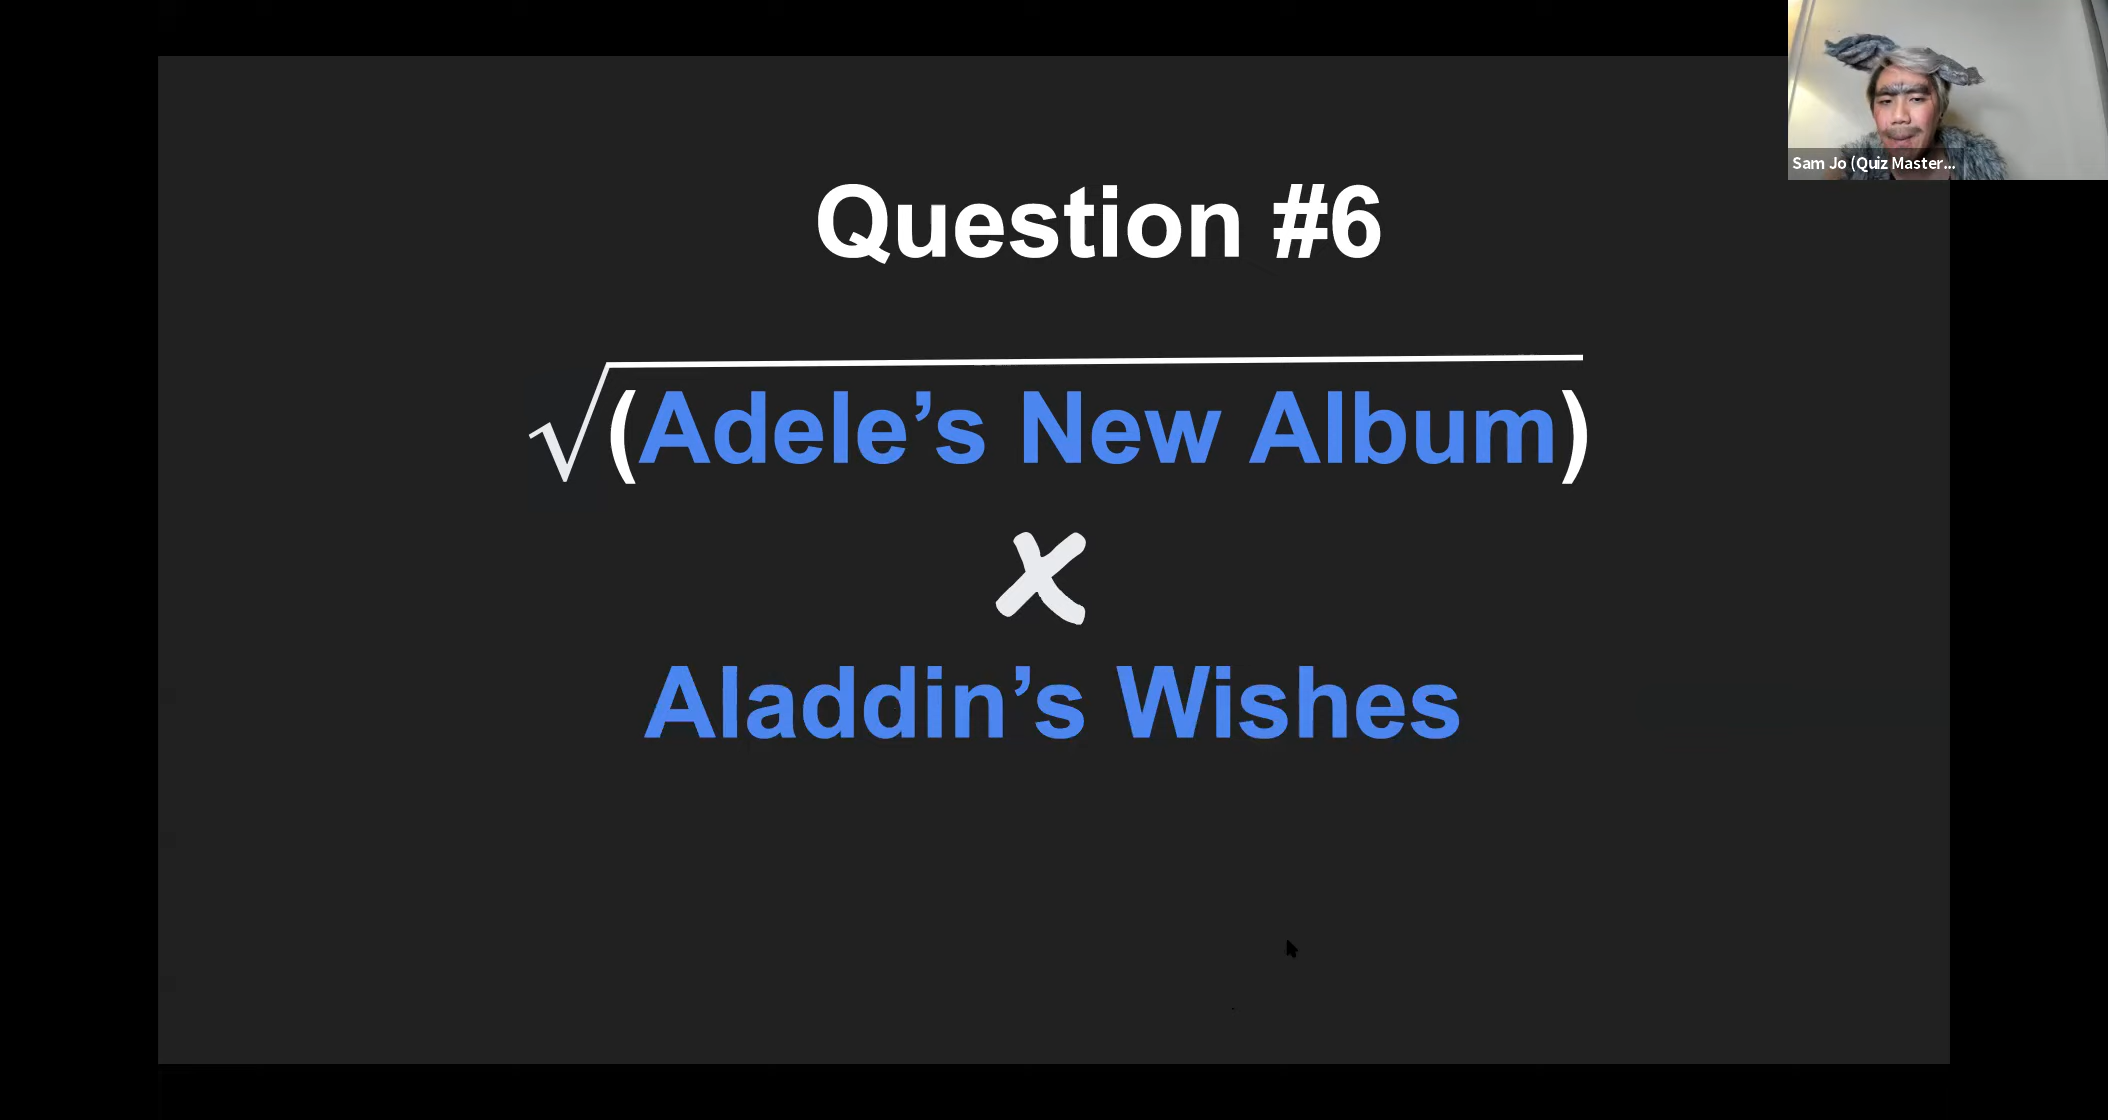 Question #6
√(Adele’s New Album)
x
Aladdin’s Wishes
Sam Jo (Quiz Master...